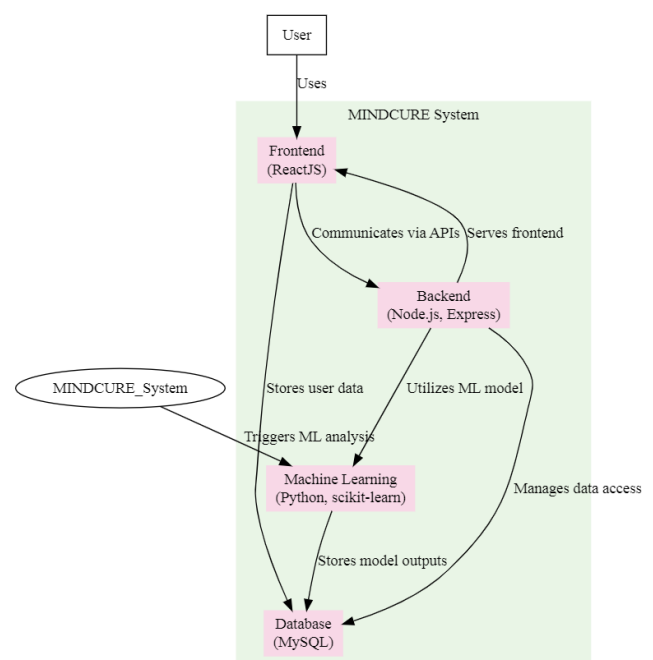 User
Uses
MINDCURE System
Frontend
(ReactJS)
Communicates via APIs
Serves frontend
Backend
(Node.js, Express)
MINDCURE_System
Stores user data
Utilizes ML model
Triggers ML analysis
Machine Learning
(Python, scikit-learn)
Manages data access
Stores model outputs
Database
(MySQL)